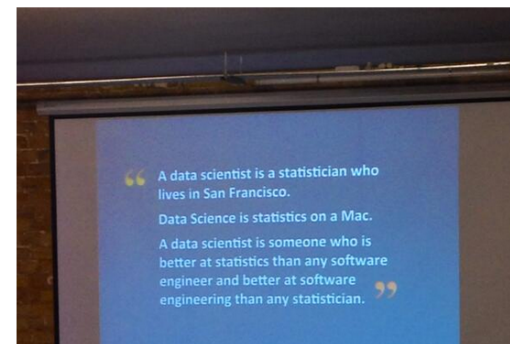 “ A data scientist is a statistician who
lives in San Francisco.
Data Science is statistics on a Mac.
A data scientist is someone who is
better at statistics than any software
engineer and better at software
engineering than any statistician. ”